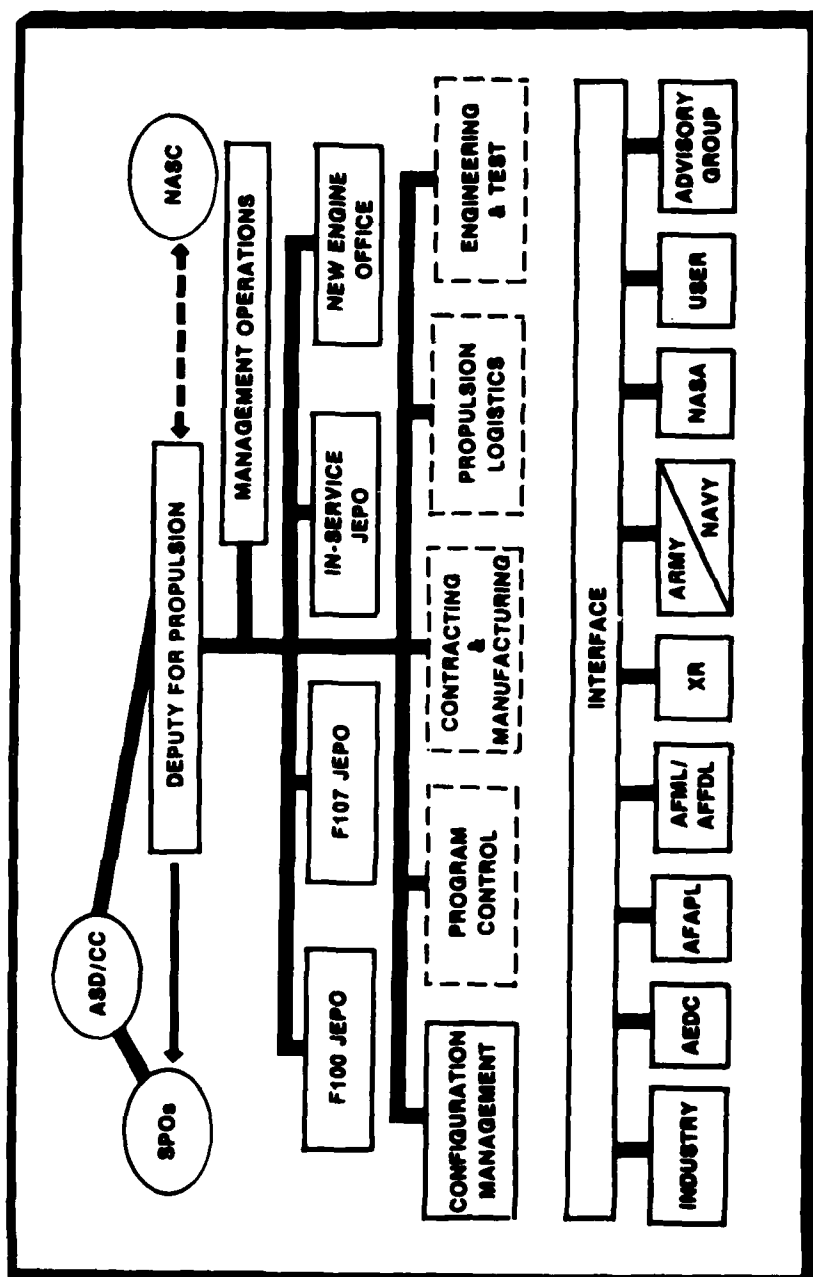 ASD/CC
SPOs
NASC
DEPUTY FOR PROPULSION
MANAGEMENT OPERATIONS
F100 JEPO
F107 JEPO
IN-SERVICE
JEPO
NEW ENGINE
OFFICE
CONFIGURATION
MANAGEMENT
PROGRAM
CONTROL
CONTRACTING
&
MANUFACTURING
PROPULSION
LOGISTICS
ENGINEERING
& TEST
INTERFACE
INDUSTRY
AEDC
AFAPL
AFML/
AFFDL
XR
ARMY
NAVY
NASA
USER
ADVISORY
GROUP